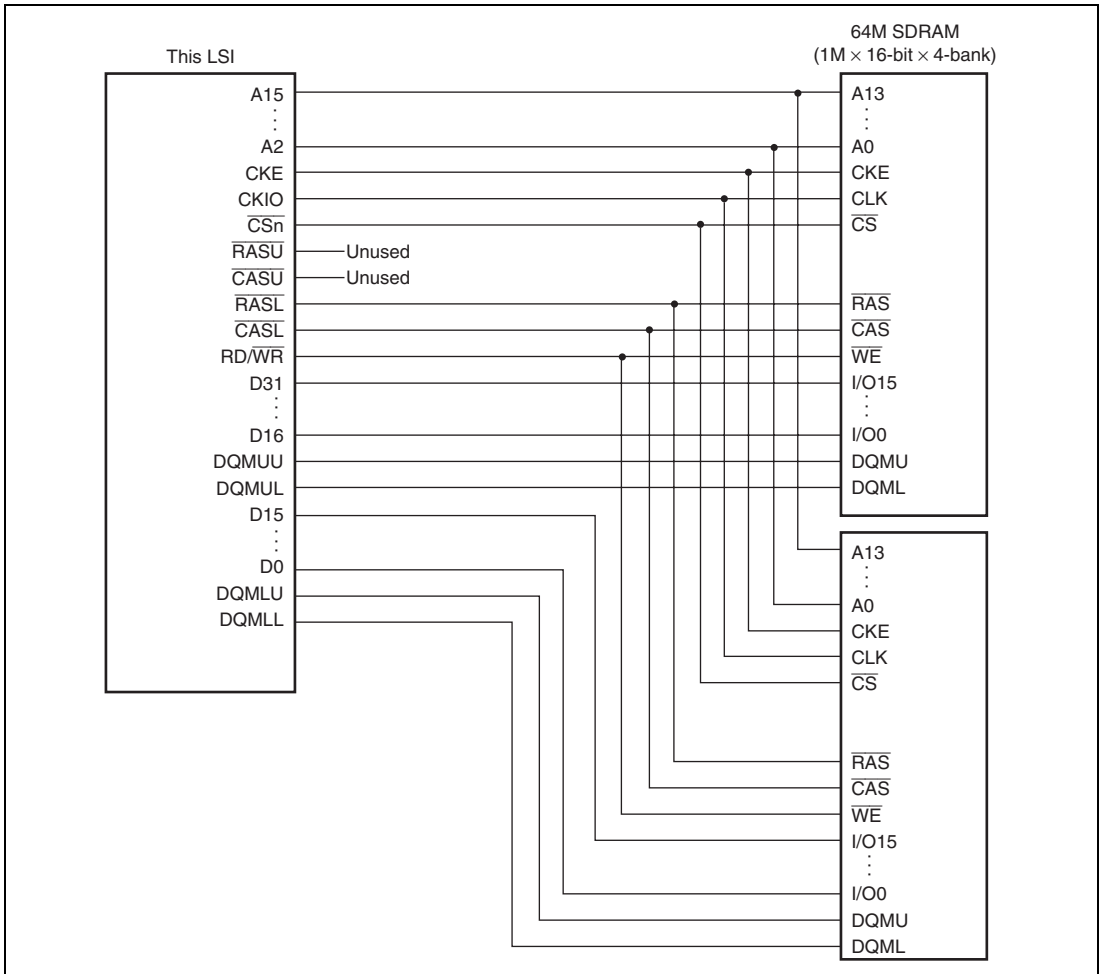 This LSI
A15
A2
CKE
CKIO
CSn
RASU
Unused
CASU
Unused
RASL
CASL
RD/WR
D31
D16
DQMUU
DQMUL
D15
D0
DQMLU
DQMLL
64M SDRAM
(1M × 16-bit × 4-bank)
A13
A0
CKE
CLK
CS
RAS
CAS
WE
I/O15
I/O0
DQMU
DQML
A13
A0
CKE
CLK
CS
RAS
CAS
WE
I/O15
I/O0
DQMU
DQML